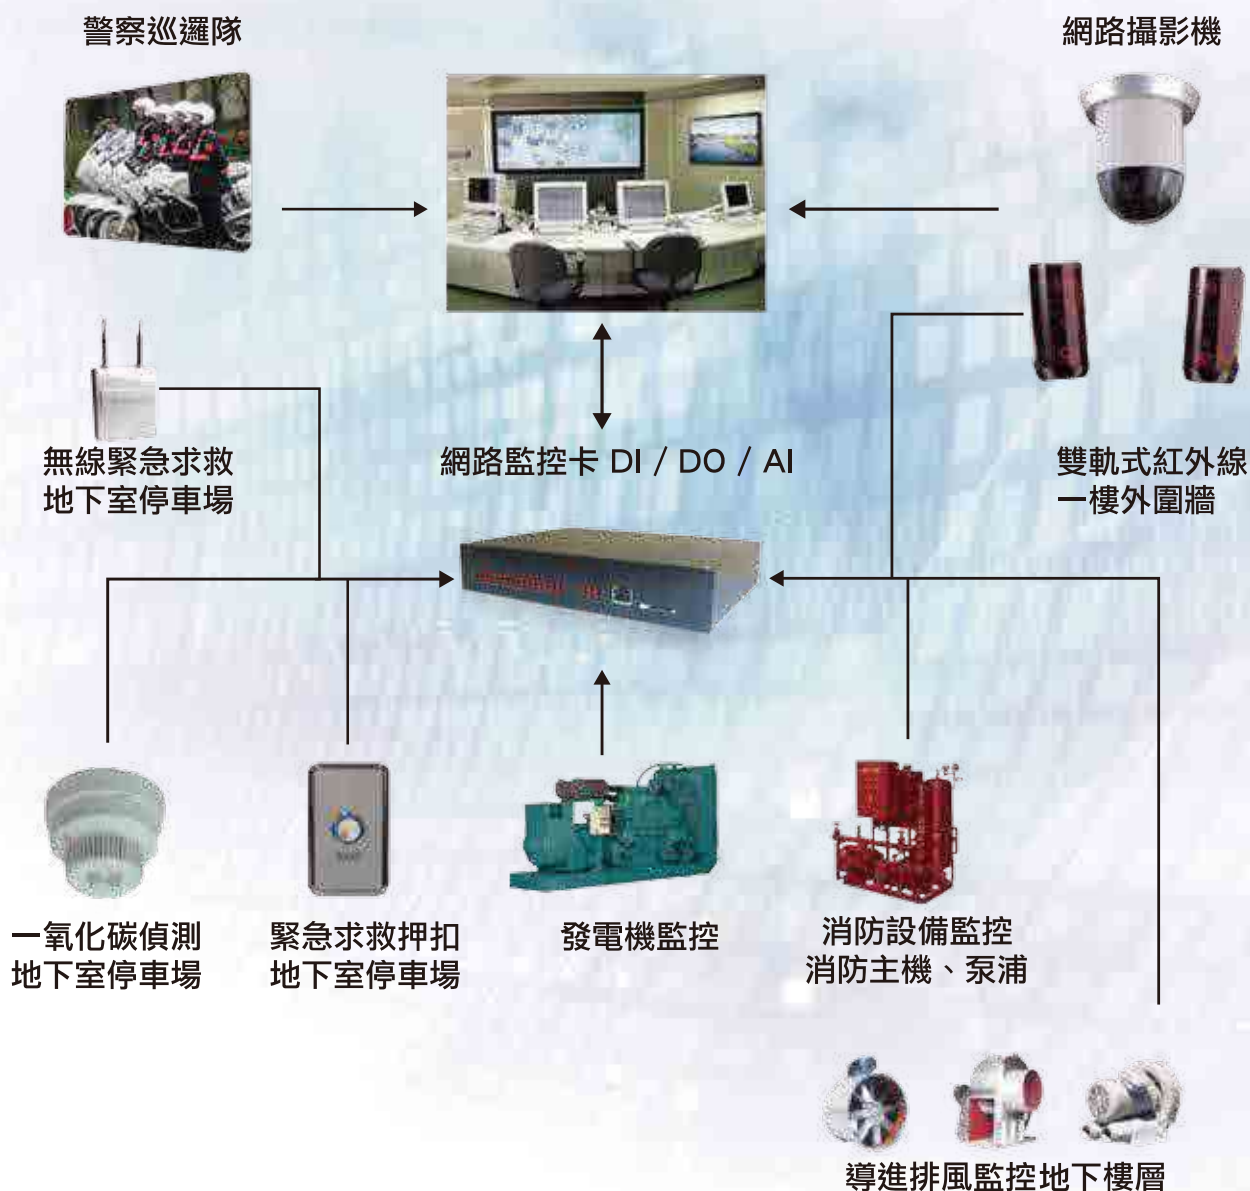 警察巡邏隊
網路攝影機
無線緊急求救
地下室停車場
網路監控卡 DI / DO / AI
雙軌式紅外線
一樓外圍牆
一氧化碳偵測
地下室停車場
緊急求救押扣
地下室停車場
發電機監控
消防設備監控
消防主機、泵浦
導進排風監控地下樓層